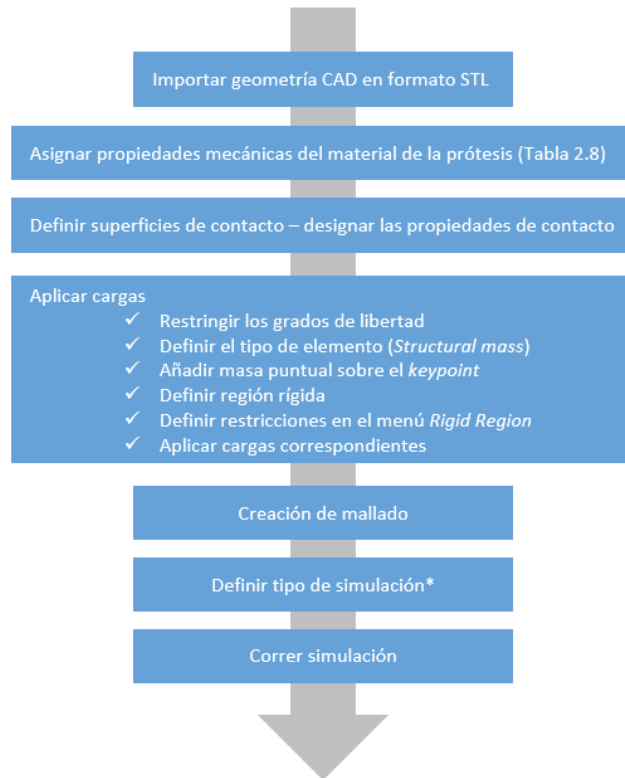 Importar geometría CAD en formato STL
Asignar propiedades mecánicas del material de la prótesis (Tabla 2.8)
Definir superficies de contacto – designar las propiedades de contacto
Aplicar cargas
✓ Restringir los grados de libertad
✓ Definir el tipo de elemento (Structural mass)
✓ Añadir masa puntual sobre el keypoint
✓ Definir región rígida
✓ Definir restricciones en el menú Rigid Region
✓ Aplicar cargas correspondientes
Creación de mallado
Definir tipo de simulación*
Correr simulación